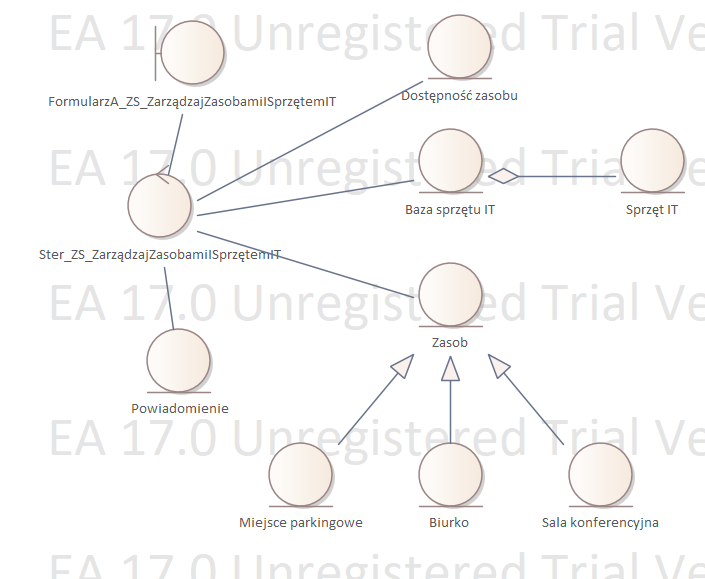 EA 17.0 Unregistered Trial Ve
FormularzA_ZS_ZarządzajZasobamiISprzętemIT
Dostępność zasobu
EA 17.0 Unregistered Trial Ve
Baza sprzętu IT
Sprzęt IT
Ster_ZS_ZarządzajZasobamiISprzętemIT
EA 17.0 Unregistered Trial Ve
Zasob
Powiadomienie
EA 17.0 Unregistered Trial Ve
Miejsce parkingowe
Biurko
Sala konferencyjna
EA 17.0 Unregistered Trial Ve